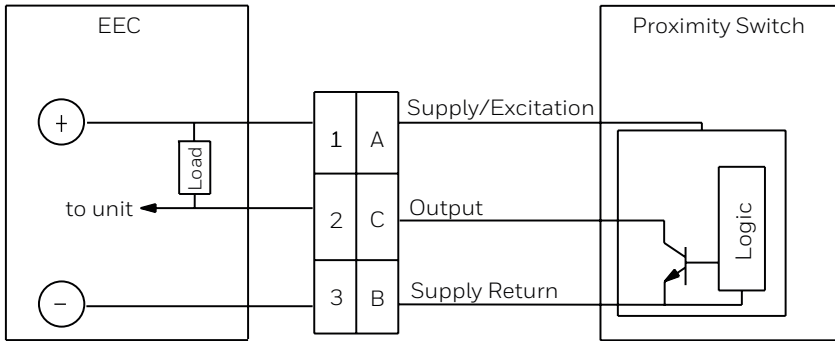 EEC
Proximity Switch
+
Load
to unit
−
1 A
2 C
3 B
Supply/Excitation
Output
Supply Return
Logic